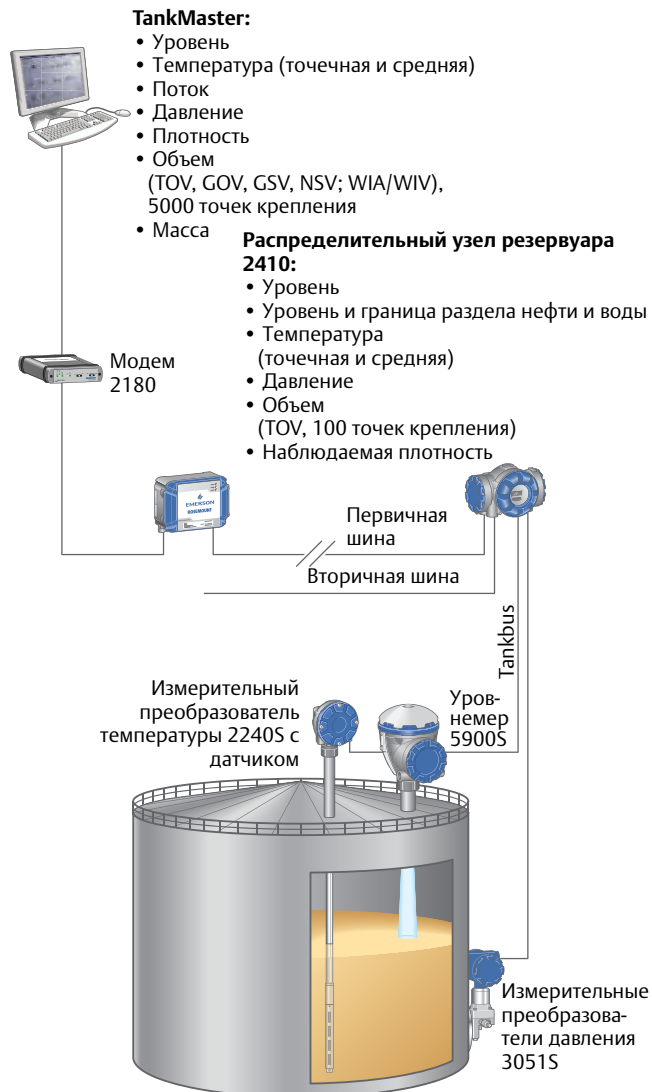 TankMaster:
• Уровень
• Температура (точечная и средняя)
• Поток
• Давление
• Плотность
• Объем
(TOV, GOV, GSV, NSV; WIA/WIV),
5000 точек крепления
• Масса
Распределительный узел резервуара
2410:
• Уровень
• Уровень и граница раздела нефти и воды
• Температура
(точечная и средняя)
• Давление
• Объем
(TOV, 100 точек крепления)
• Наблюдаемая плотность
Модем
2180
EMERSON
ROSEMOUNT
Первичная
шина
Вторичная шина
Tankbus
Измерительный
преобразователь
температуры 2240S с
датчиком
Уров-
немер
5900S
Измерительные
преобразова-
тели давления
3051S